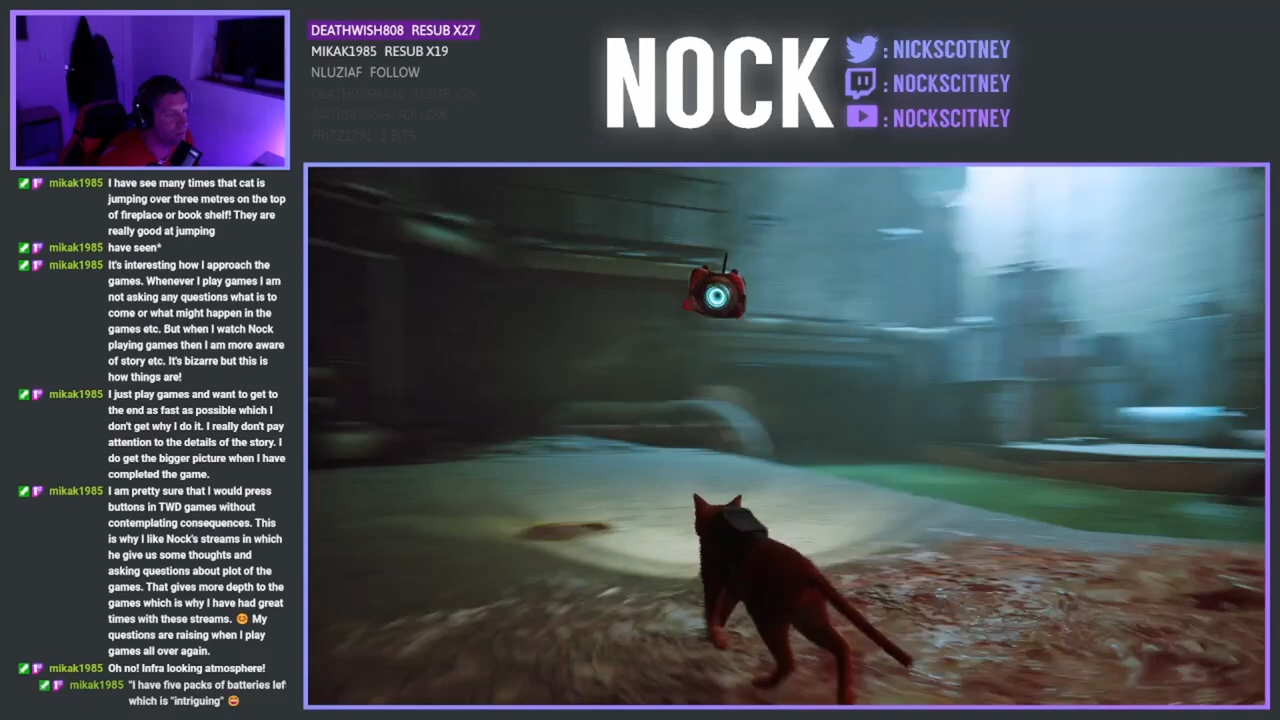 DEATHWISH808 RESUB X27
MIKAK1985 RESUB X19
NLUZIAF FOLLOW
DEATHWISH808 RESUB X26
FOLLOW
FRITZ1791 2 BITS
NOCK
: NICKSCOTNEY
: NOCKSCITNEY
: NOCKSCITNEY
mikak1985 I have see many times that cat is
jumping over three metres on the top
of fireplace or book shelf! They are
really good at jumping
mikak1985 have seen*
mikak1985 It's interesting how I approach the
games. Whenever I play games I am
not asking any questions what is to
come or what might happen in the
games etc. But when I watch Nock
playing games then I am more aware
of story etc. It's bizarre but this is
how things are!
mikak1985 I just play games and want to get to
the end as fast as possible which I
don't get why I do it. I really don't pay
attention to the details of the story. I
do get the bigger picture when I have
completed the game.
mikak1985 I am pretty sure that I would press
buttons in TWD games without
contemplating consequences. This
is why I like Nock's streams in which
he give us some thoughts and
asking questions about plot of the
games. That gives more depth to the
games which is why I have had great
times with these streams. 😊 My
questions are raising when I play
games all over again.
mikak1985 Oh no! Infra looking atmosphere!
mikak1985 "I have five packs of batteries lef
which is "intriguing" 😄